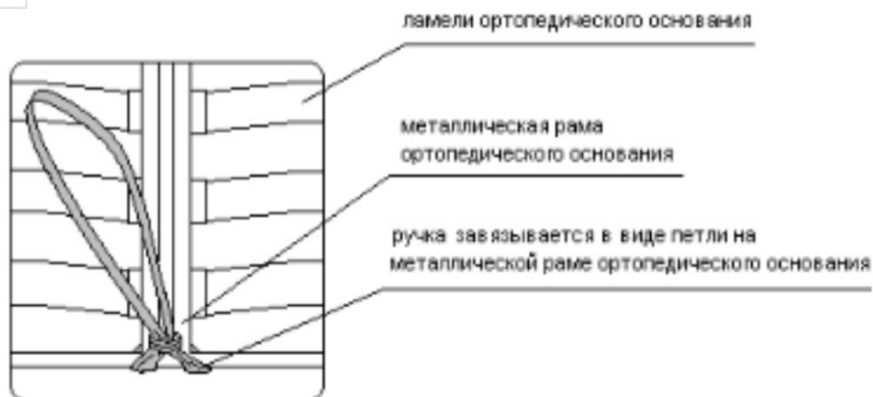 ламели ортопедического основания
металлическая рама
ортопедического основания
ручка завязывается в виде петли на
металлической раме ортопедического основания